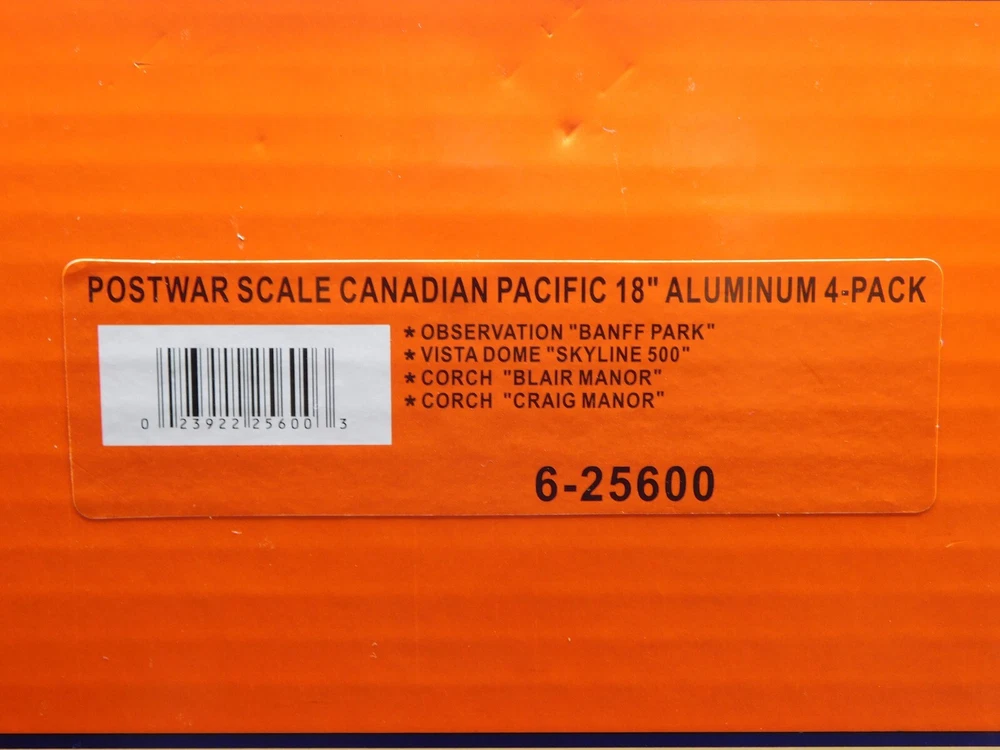 POSTWAR SCALE CANADIAN PACIFIC 18" ALUMINUM 4-PACK
* OBSERVATION "BANFF PARK"
* VISTA DOME "SKYLINE 500"
* CORCH "BLAIR MANOR"
* CORCH "CRAIG MANOR"
0 23922 25600 3
6-25600